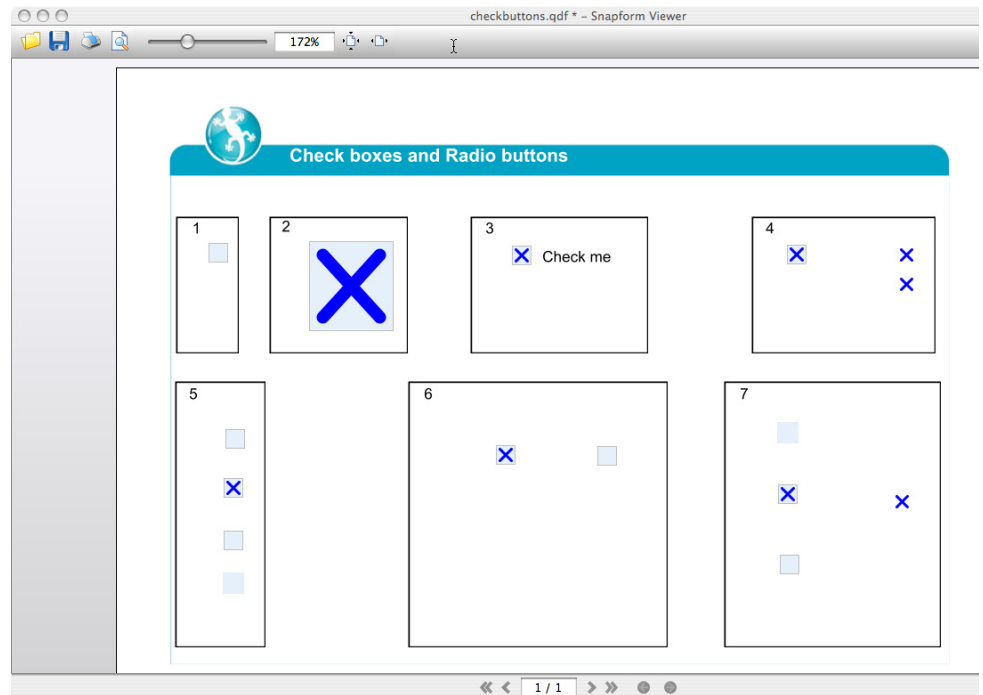 checkbuttons.qdf * – Snapform Viewer
172%
Check boxes and Radio buttons
1
2
3
4
Check me
5
6
7
1 / 1